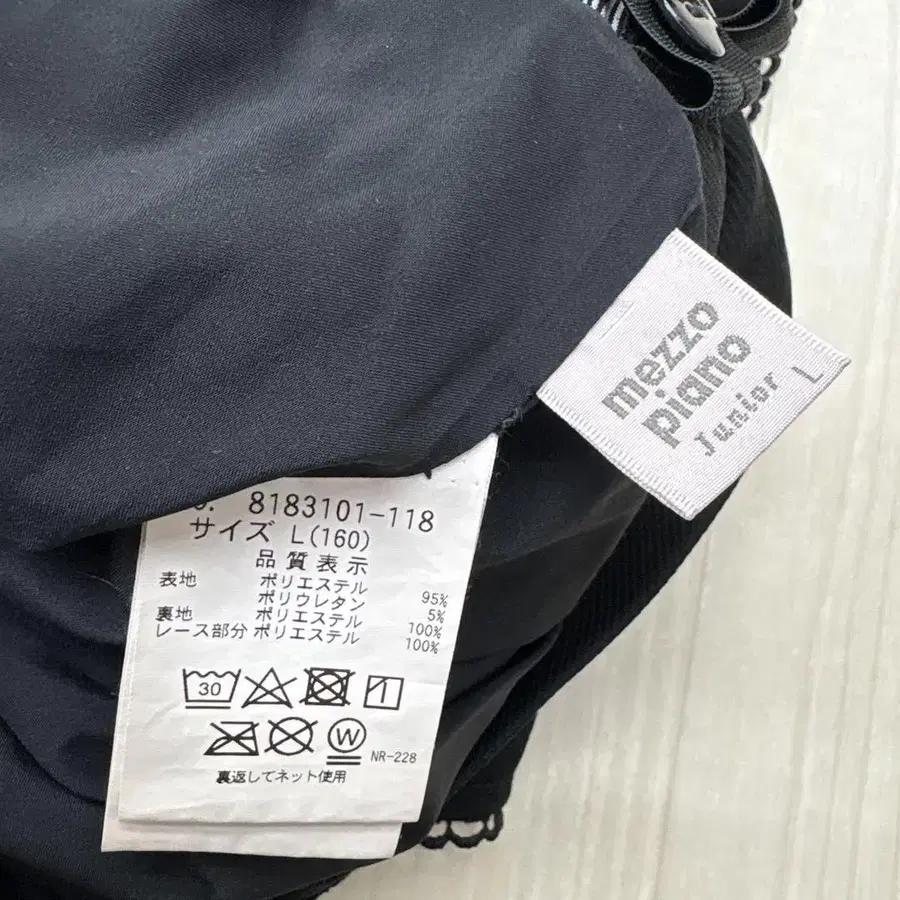 mezzo
piano
Junior L
8183101-118
サイズ L(160)
品質表示
表地 ポリエステル 95%
ポリウレタン 5%
裏地 ポリエステル 100%
レース部分 ポリエステル 100%
30
W
NR-228
裏返してネット使用